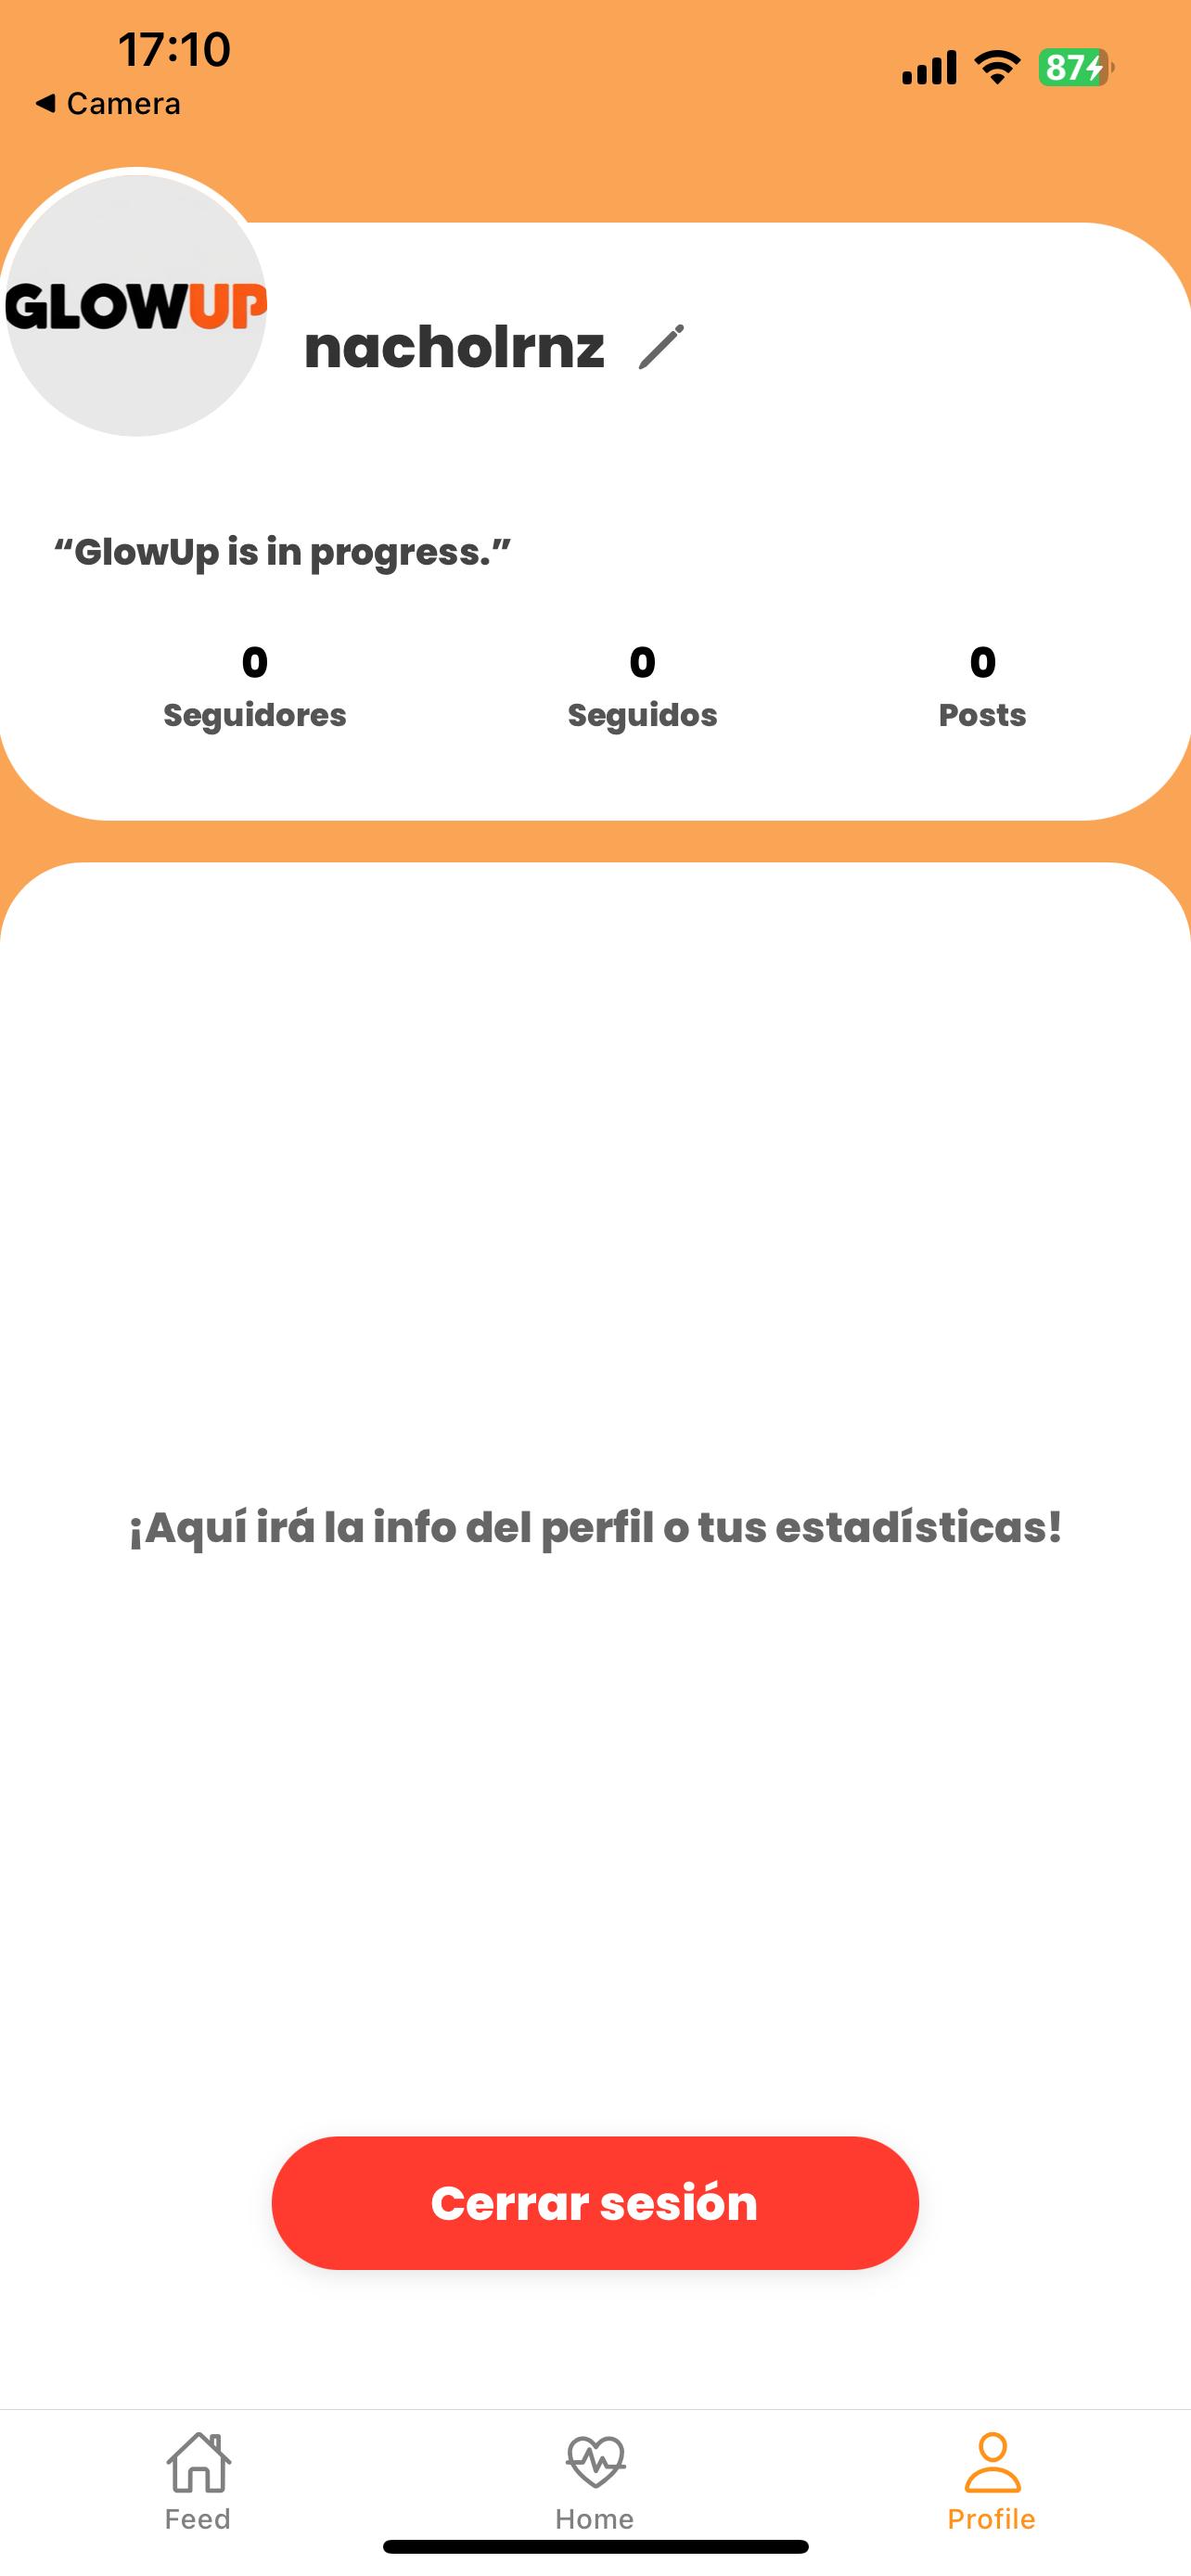 17:10
Camera
87
GLOWUP
nacholrnz
“GlowUp is in progress.”
0 0 0
Seguidores Seguidos Posts
¡Aquí irá la info del perfil o tus estadísticas!
Cerrar sesión
Feed Home Profile